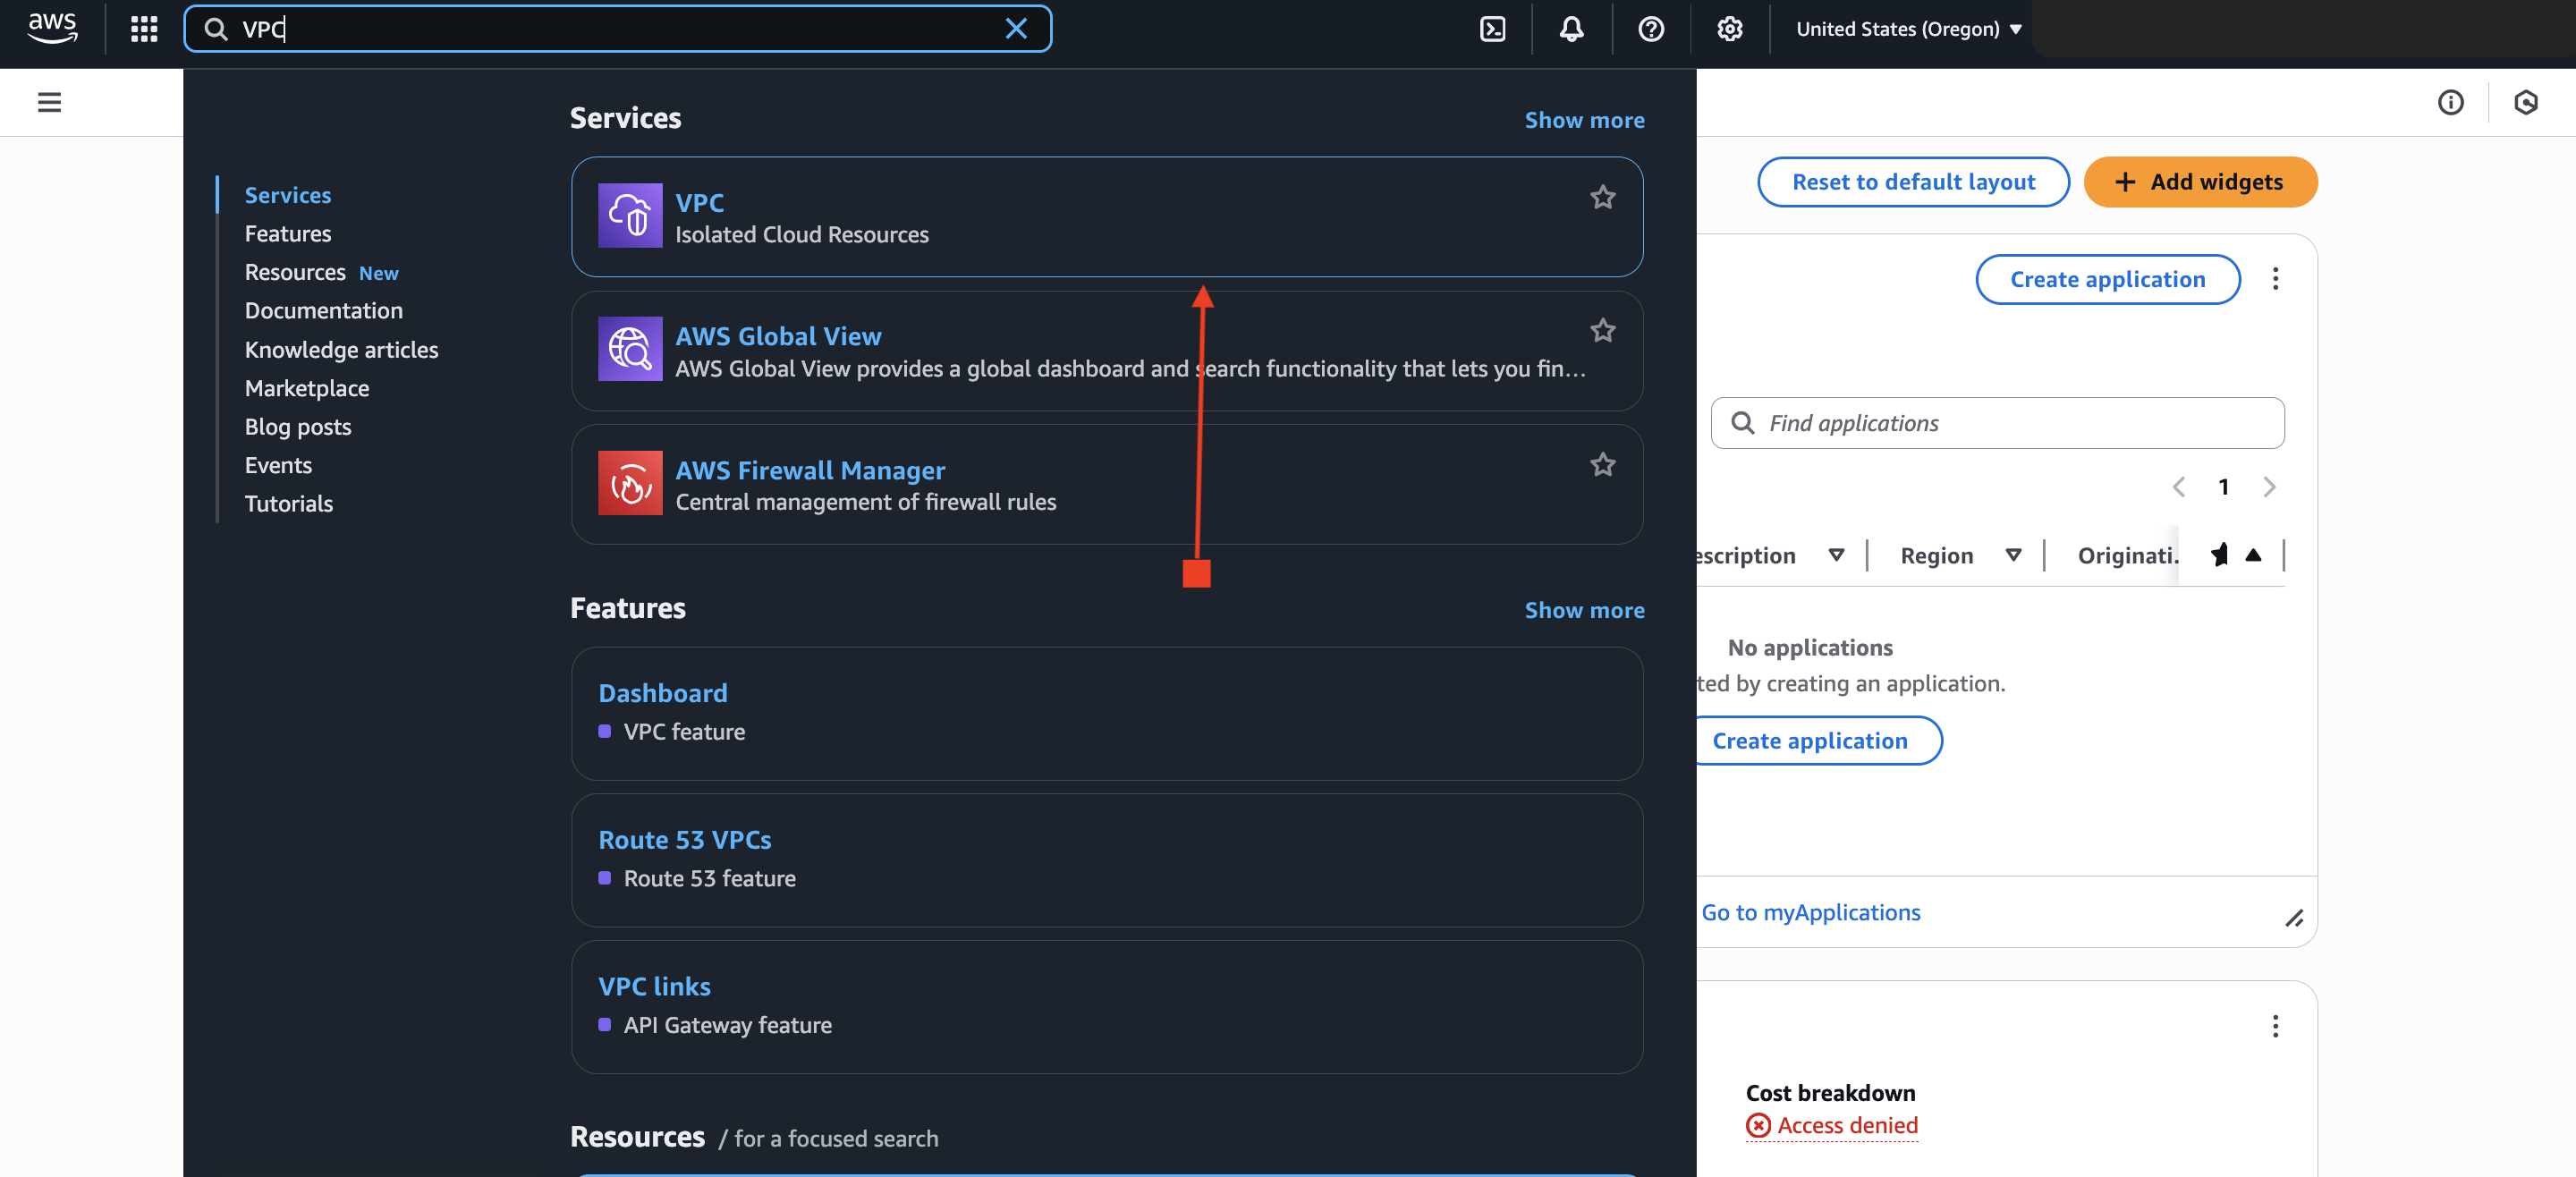 aws
VPC
United States (Oregon)
Services
Features
Resources New
Documentation
Knowledge articles
Marketplace
Blog posts
Events
Tutorials
Services
Show more
VPC
Isolated Cloud Resources
AWS Global View
AWS Global View provides a global dashboard and search functionality that lets you fin...
AWS Firewall Manager
Central management of firewall rules
Features
Show more
Dashboard
VPC feature
Route 53 VPCs
Route 53 feature
VPC links
API Gateway feature
Resources / for a focused search
Reset to default layout
+ Add widgets
Create application
Find applications
1
escription
Region
Originati.
No applications
ted by creating an application.
Create application
Go to myApplications
Cost breakdown
Access denied